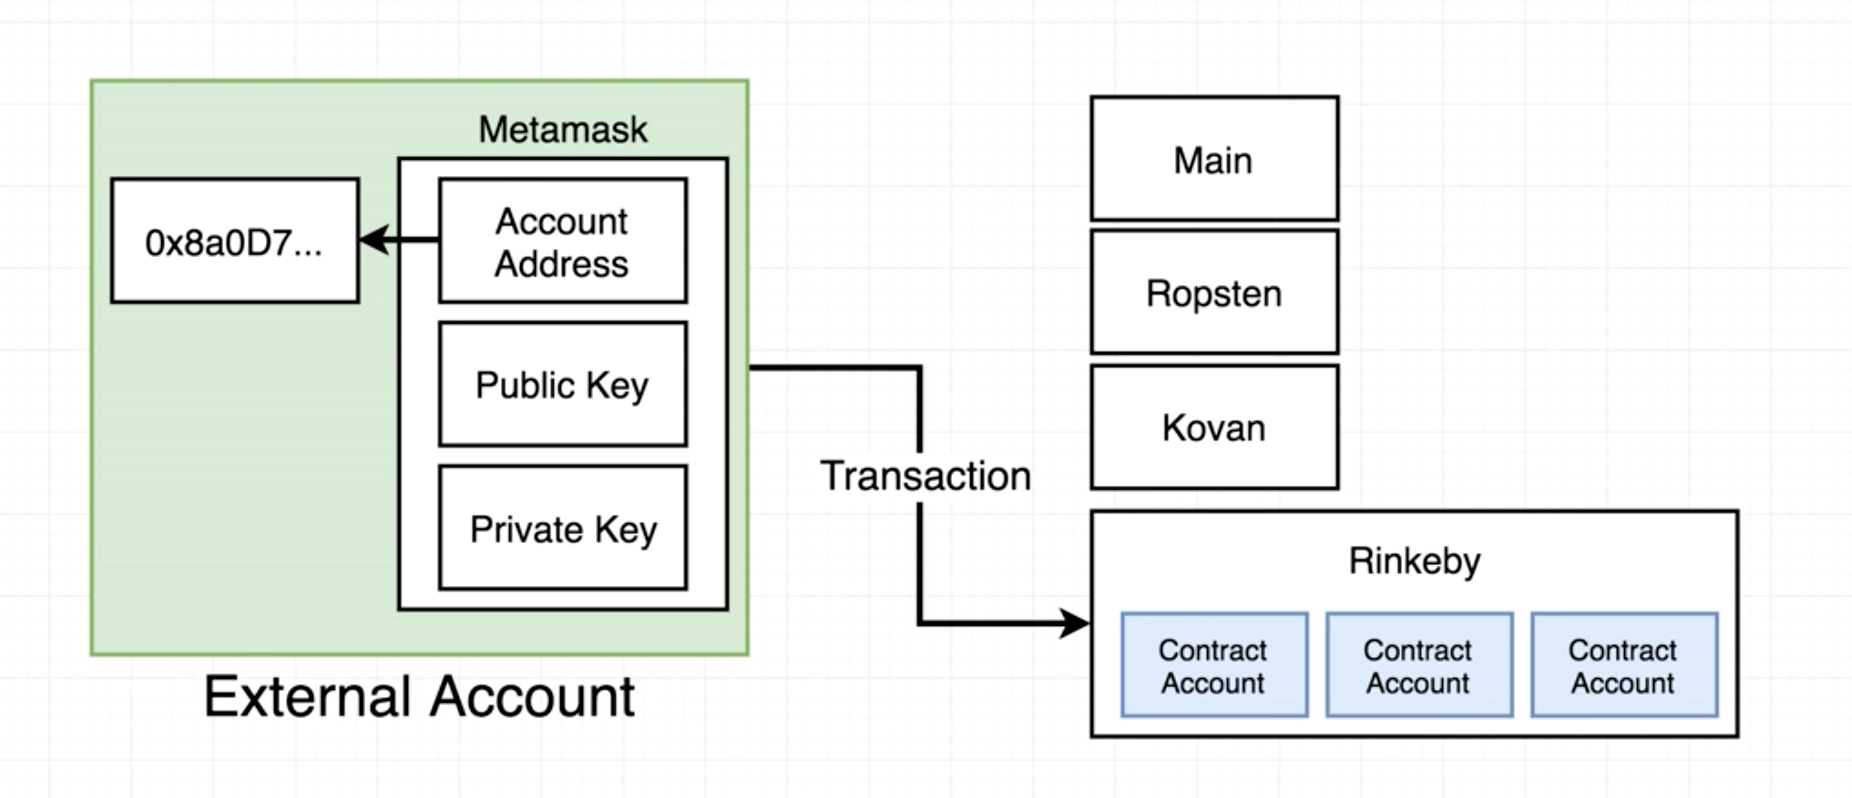 Metamask
0x8a0D7...
Account
Address
Public Key
Private Key
External Account
Transaction
Main
Ropsten
Kovan
Rinkeby
Contract
Account
Contract
Account
Contract
Account